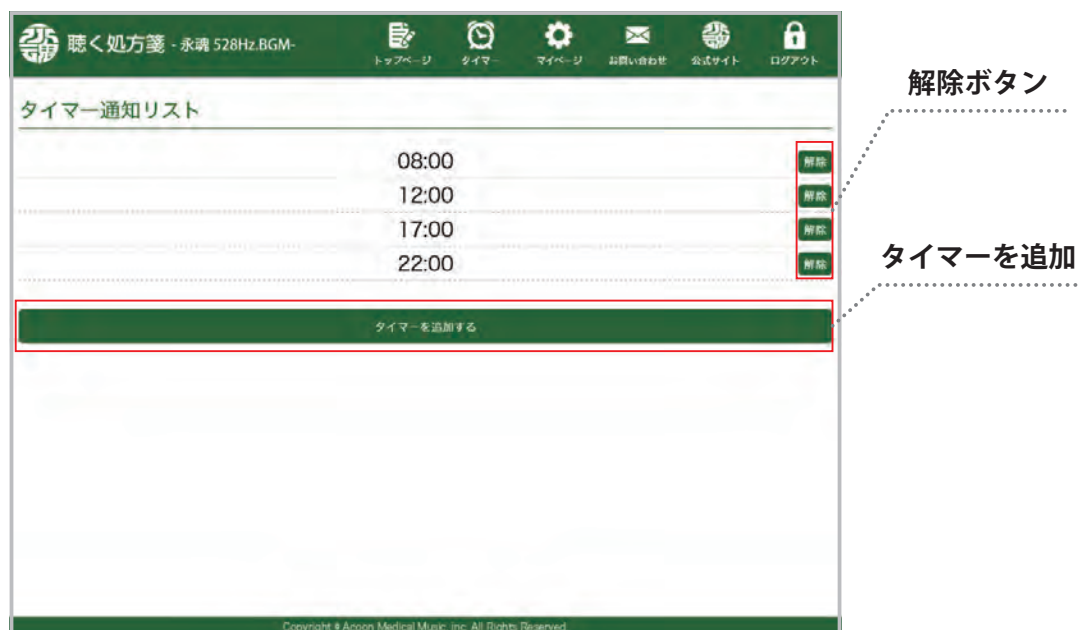 聴く処方箋 - 永魂 528Hz.BGM-
トップページ
タイマー
マイページ
お問い合わせ
公式サイト
ログアウト
解除ボタン
タイマー通知リスト
08:00 解除
12:00 解除
17:00 解除
22:00 解除
タイマーを追加
タイマーを追加する
Medical Music, inc. All Rights Reserved.